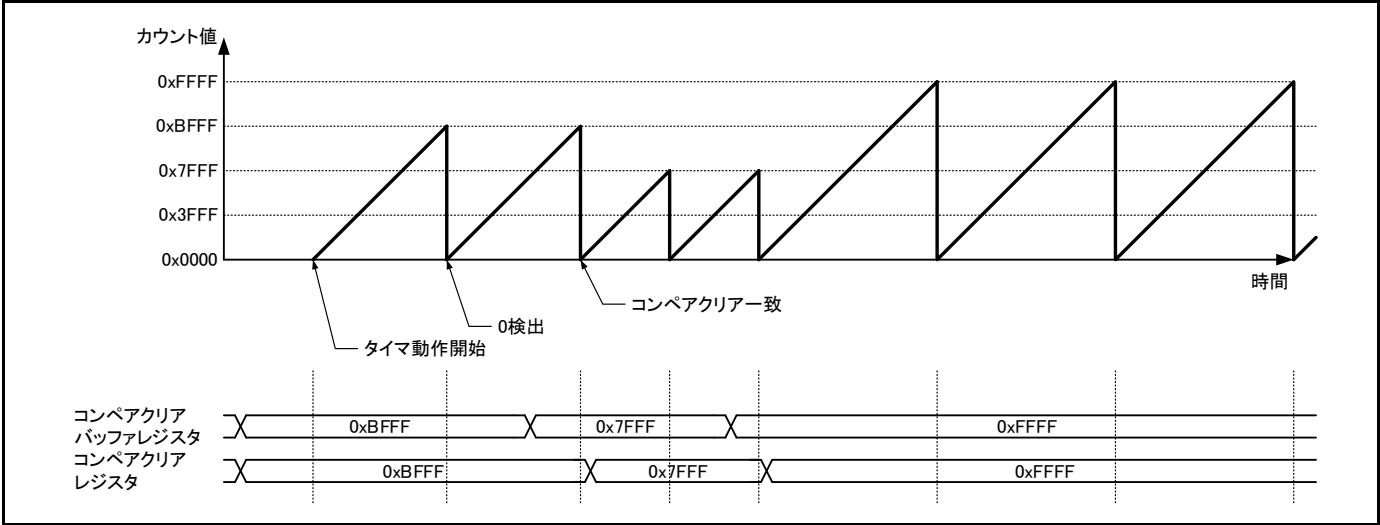 カウント値
0xFFFF
0xBFFF
0x7FFF
0x3FFF
0x0000
時間
コンペアクリア一致
0検出
タイマ動作開始
コンペアクリア
バッファレジスタ
0xBFFF
0x7FFF
0xFFFF
コンペアクリア
レジスタ
0xBFFF
0x7FFF
0xFFFF